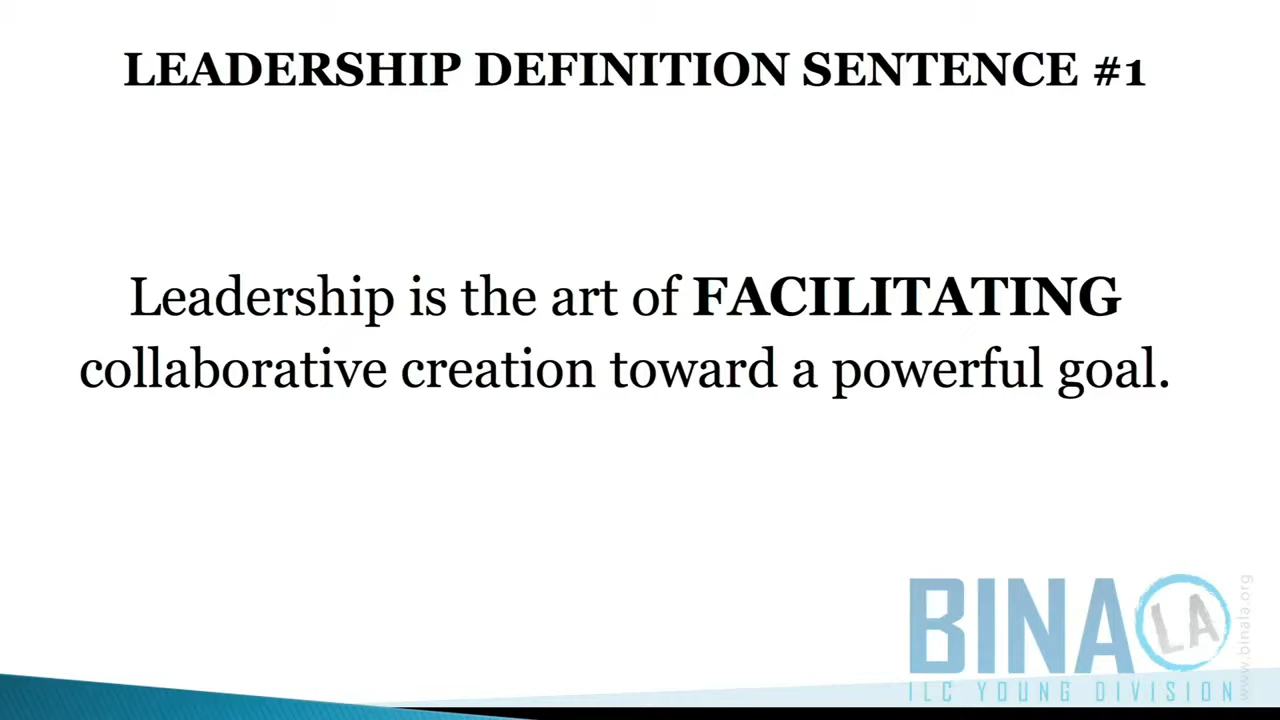 LEADERSHIP DEFINITION SENTENCE #1
Leadership is the art of FACILITATING
collaborative creation toward a powerful goal.
BINA LA
www.binala.org
ILC YOUNG DIVISION